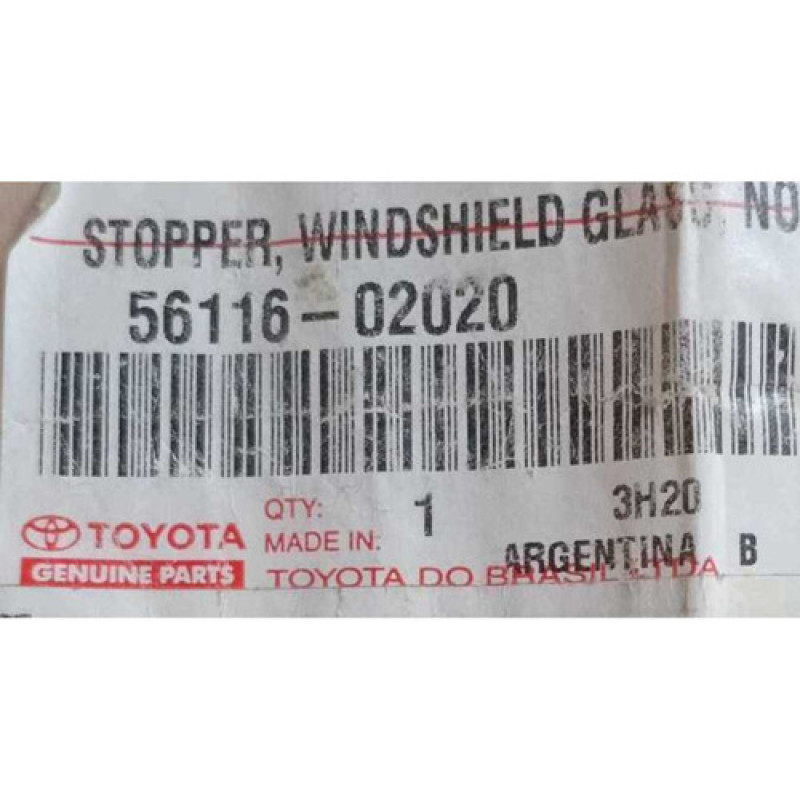 STOPPER, WINDSHIELD GLASS, NO
56116-02020
QTY: 1 3H20
TOYOTA MADE IN: ARGENTINA B
GENUINE PARTS TOYOTA DO BRASIL LTDA